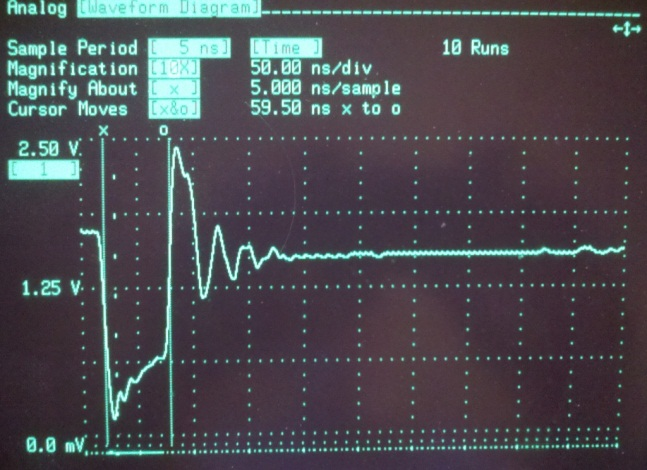 Analog [Waveform Diagram]
Sample Period [ 5 ns] [Time ] 10 Runs
Magnification [10X] 50.00 ns/div
Magnify About [ x ] 5.000 ns/sample
Cursor Moves [x&o] 59.50 ns x to o
x o
2.50 V
[ 1 ]
1.25 V
0.0 mV